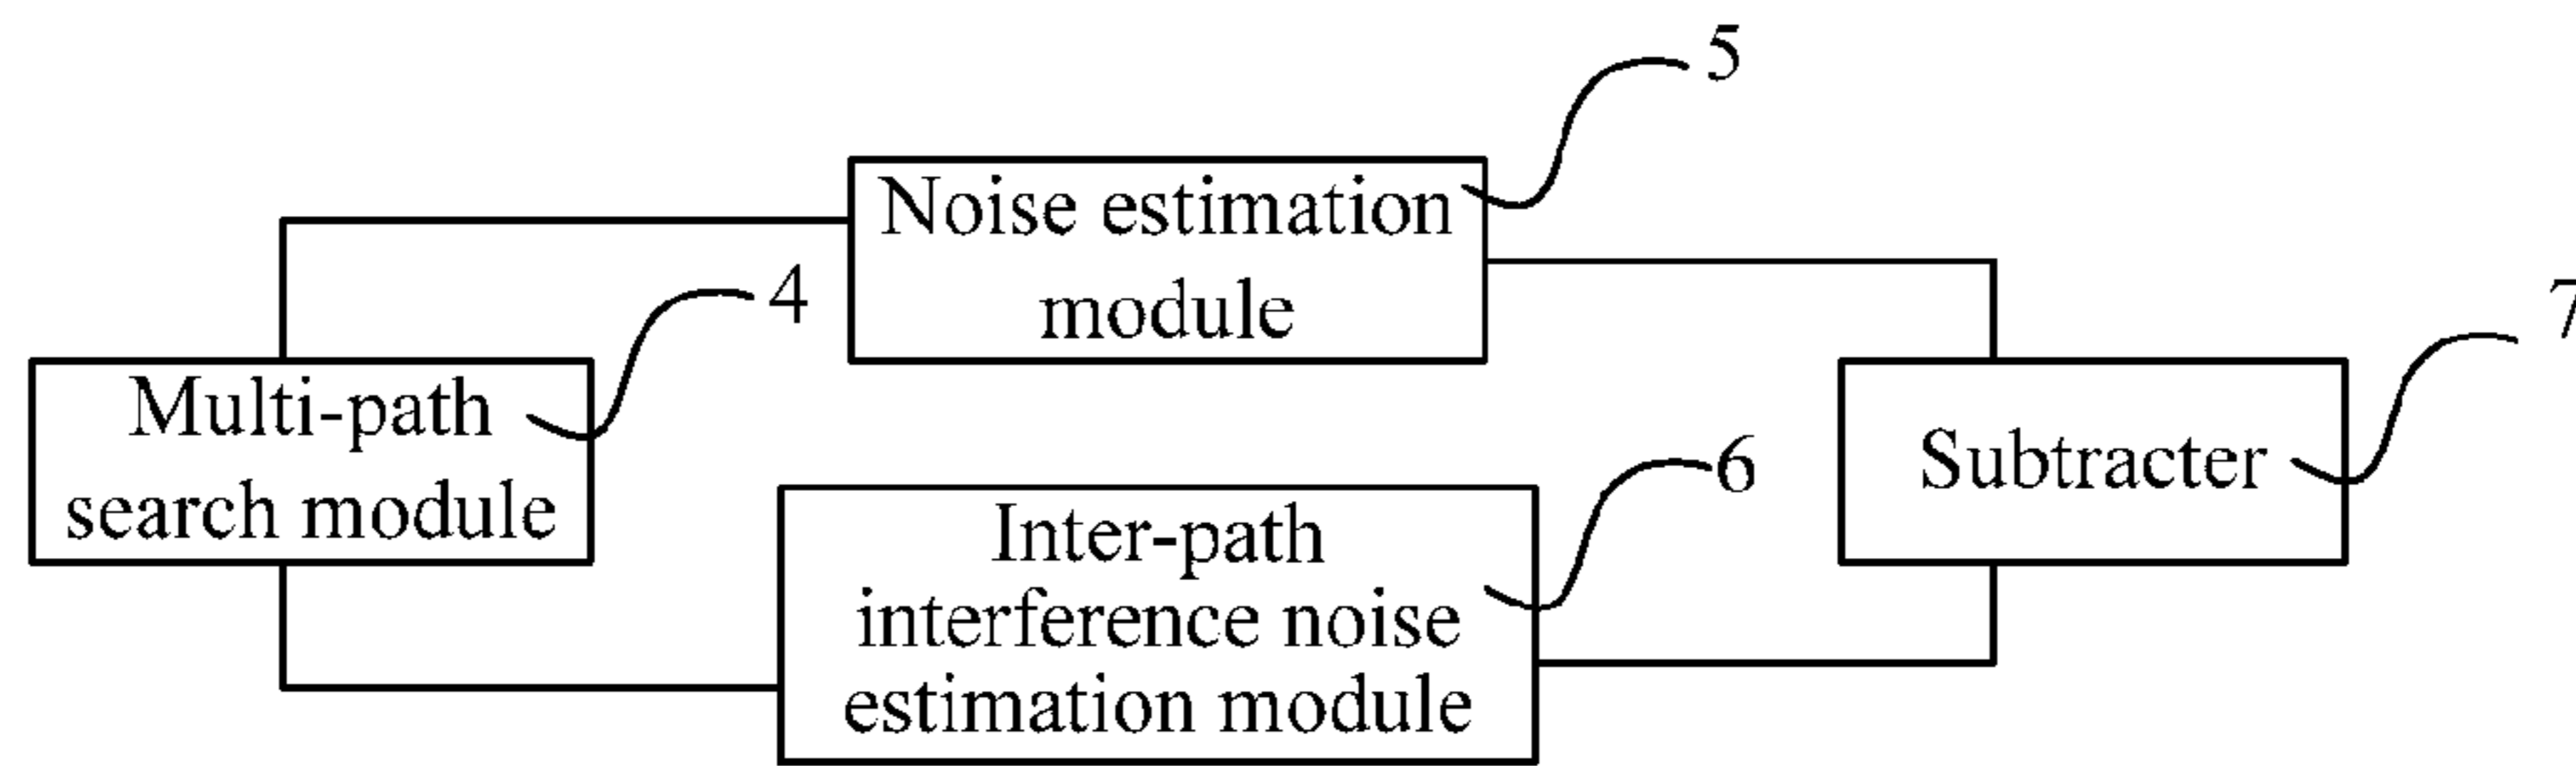 5
Noise estimation
module
4
7
Multi-path
search module
Subtracter
6
Inter-path
interference noise
estimation module